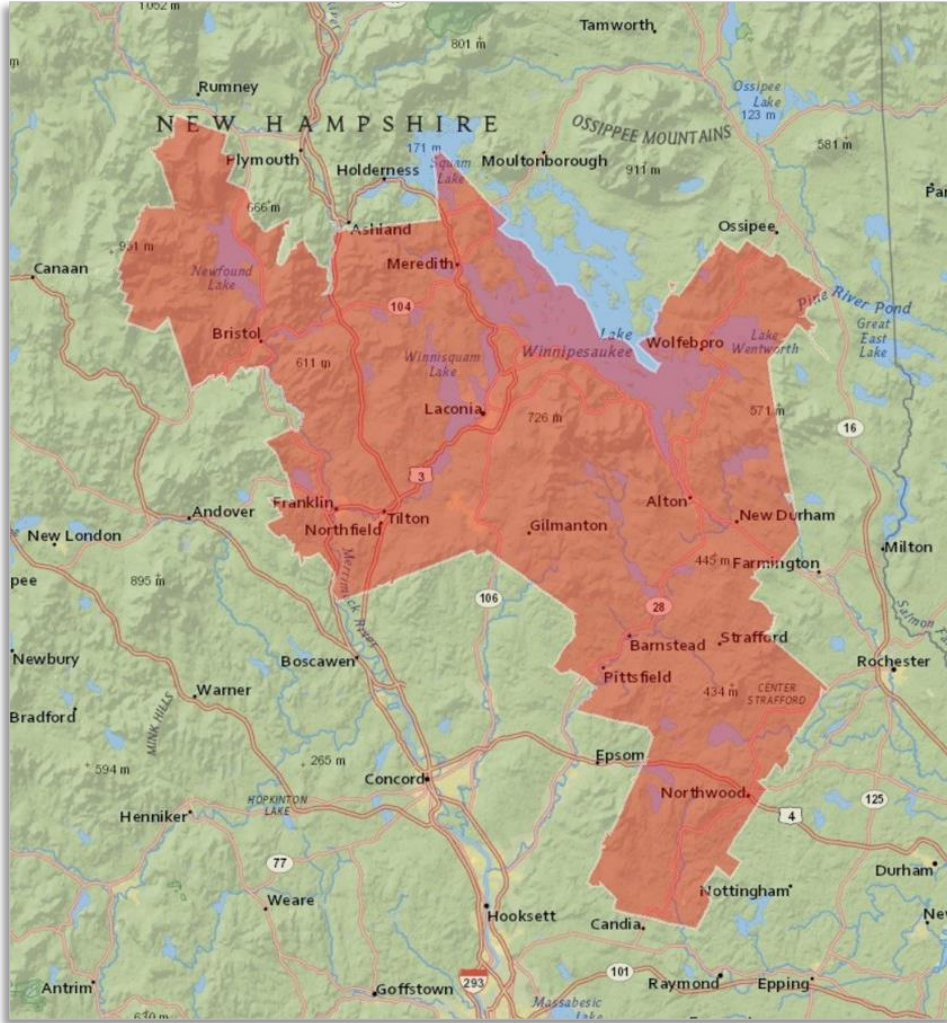 1052 m
Tamworth
801 m
Rumney
Ossipee
Lake
123 m
NEW HAMPSHIRE
OSSIPPEE MOUNTAINS
581 m
171 m
Plymouth
Squam
Lake
Moultonborough
Holderness
911 m
666 m
Ashland
Ossipee
931 m
Canaan
Newfound
Lake
Meredith
104
Pine River Pond
Great
East
Lake
Bristol
611 m
Winnisquam
Lake
Lake
Winnipesaukee
Wolfeboro
Lake
Wentworth
Laconia
726 m
571 m
16
3
Franklin
Tilton
Northfield
Andover
Alton
New Durham
Gilmanton
New London
Milton
pee
895 m
445 m
Farmington
106
28
Merrimack River
Salmon
Newbury
Boscawen
Barnstead
Strafford
Pittsfield
Rochester
Warner
Bradford
MINK HILLS
434 m
CENTER
STRAFFORD
594 m
265 m
Epsom
Concord
Northwood
HOPKINTON
LAKE
Henniker
125
4
77
Durham
Nottingham
Weare
Hooksett
Candia
Antrim
Goffstown
293
101
Raymond
Epping
Massabesic
Lake